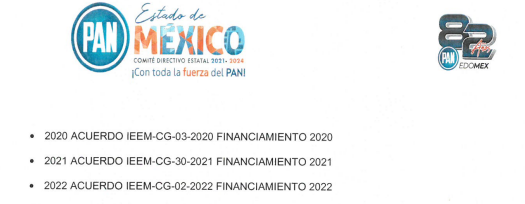 PAN
Estado de
MÉXICO
COMITÉ DIRECTIVO ESTATAL 2021- 2024
¡Con toda la fuerza del PAN!
82
años
PAN
EDOMEX
• 2020 ACUERDO IEEM-CG-03-2020 FINANCIAMIENTO 2020
• 2021 ACUERDO IEEM-CG-30-2021 FINANCIAMIENTO 2021
• 2022 ACUERDO IEEM-CG-02-2022 FINANCIAMIENTO 2022